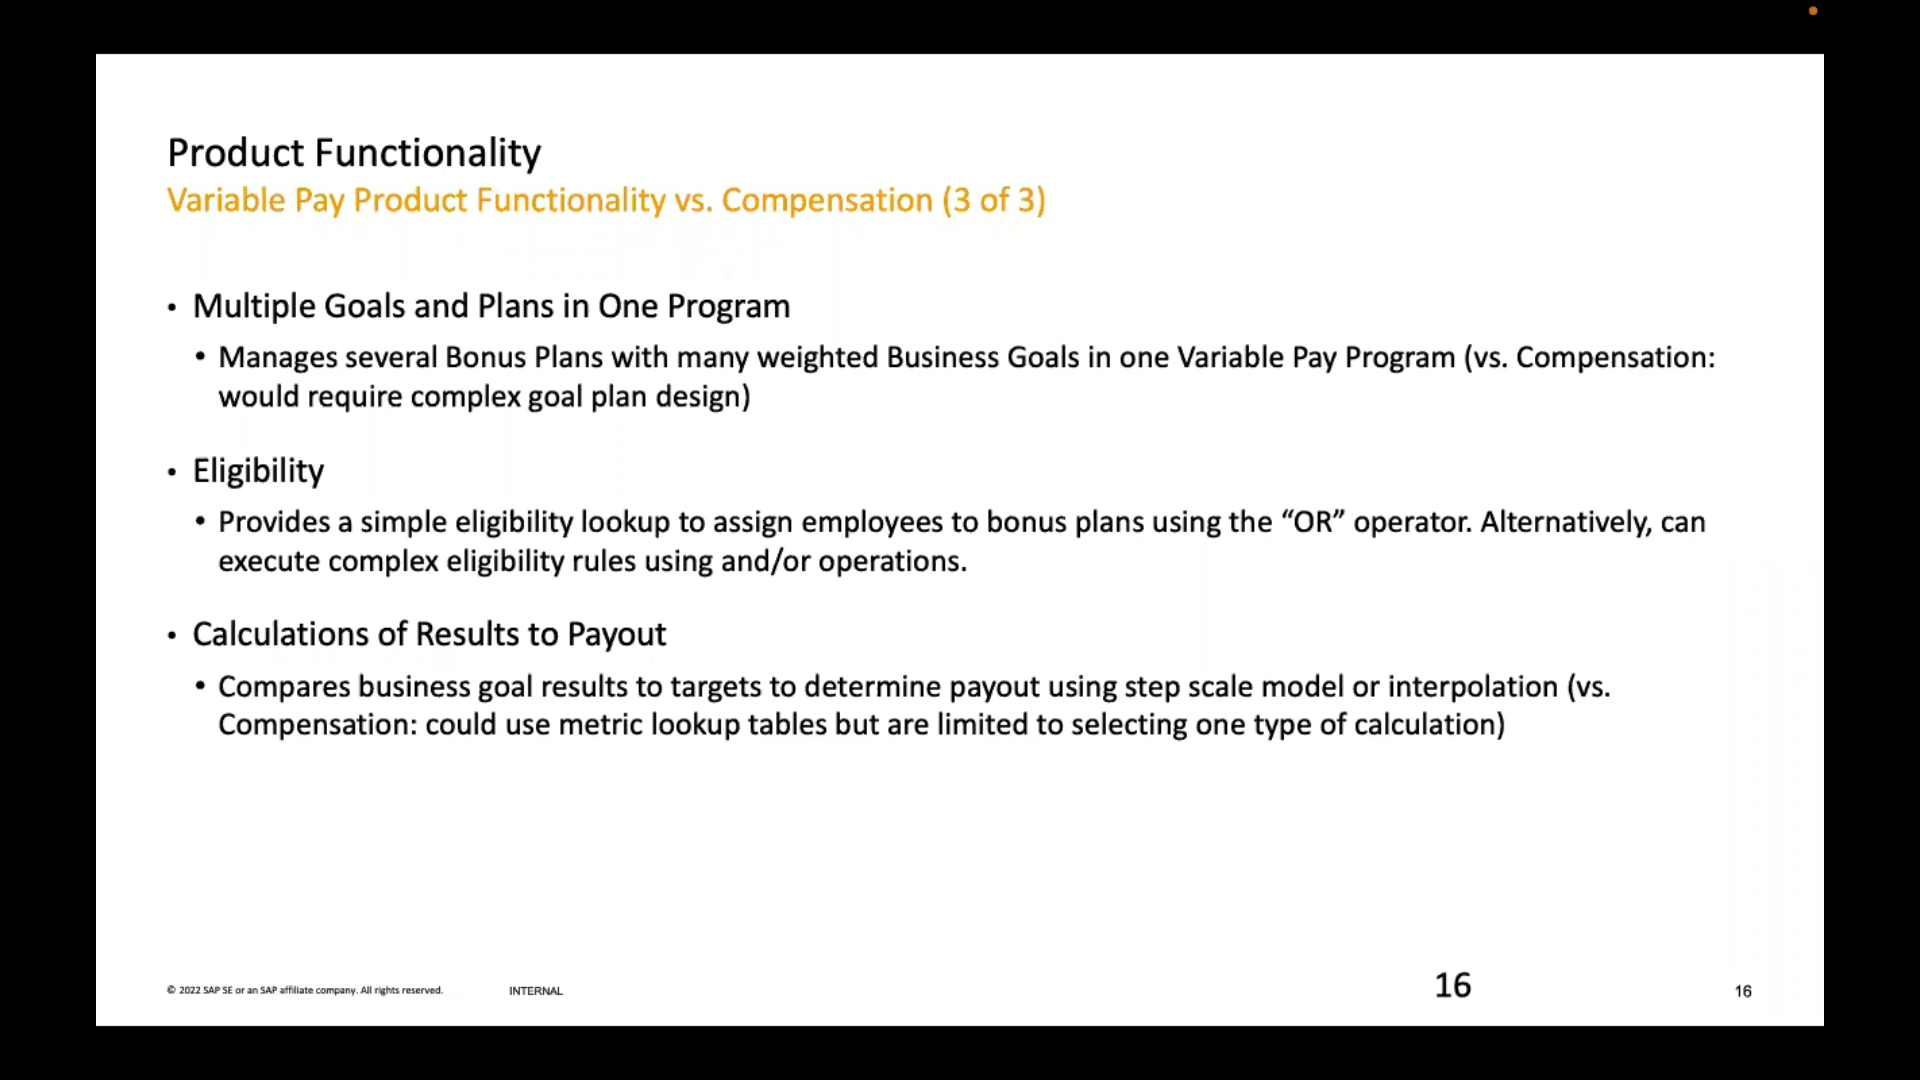 Product Functionality
Variable Pay Product Functionality vs. Compensation (3 of 3)
• Multiple Goals and Plans in One Program
• Manages several Bonus Plans with many weighted Business Goals in one Variable Pay Program (vs. Compensation:
would require complex goal plan design)
• Eligibility
• Provides a simple eligibility lookup to assign employees to bonus plans using the “OR” operator. Alternatively, can
execute complex eligibility rules using and/or operations.
• Calculations of Results to Payout
• Compares business goal results to targets to determine payout using step scale model or interpolation (vs.
Compensation: could use metric lookup tables but are limited to selecting one type of calculation)
© 2022 SAP SE or an SAP affiliate company. All rights reserved. INTERNAL 16 16